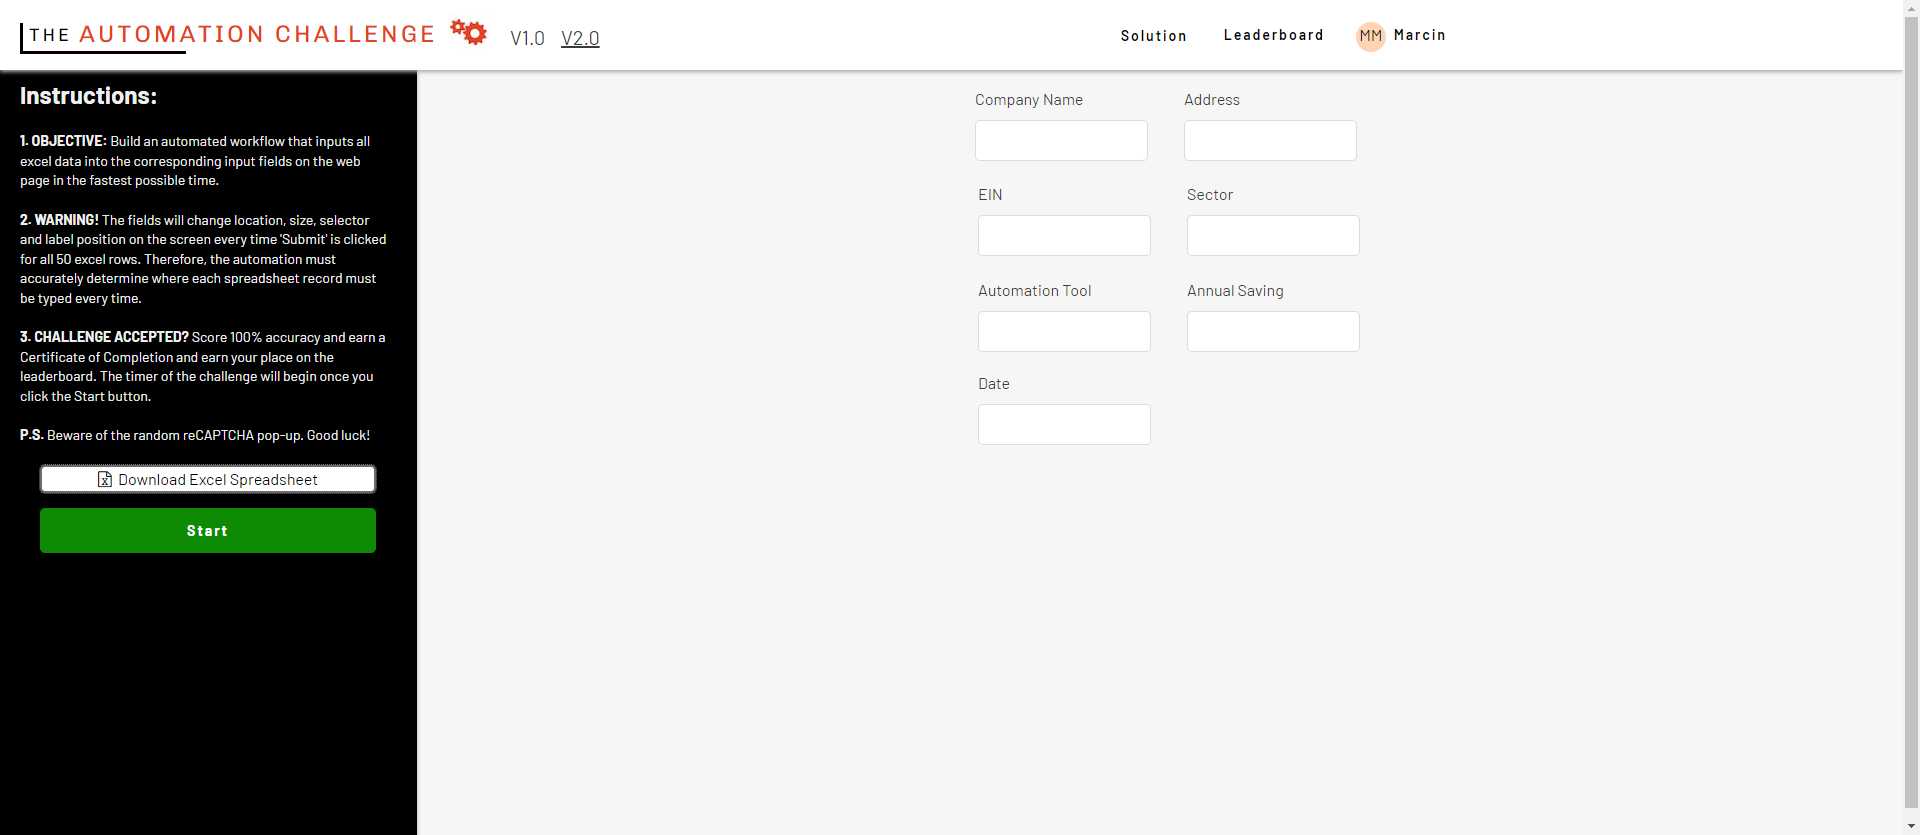 THE AUTOMATION CHALLENGE V1.0 V2.0 Solution Leaderboard MM Marcin
Instructions:
1. OBJECTIVE: Build an automated workflow that inputs all
excel data into the corresponding input fields on the web
page in the fastest possible time.
2. WARNING! The fields will change location, size, selector
and label position on the screen every time 'Submit' is clicked
for all 50 excel rows. Therefore, the automation must
accurately determine where each spreadsheet record must
be typed every time.
3. CHALLENGE ACCEPTED? Score 100% accuracy and earn a
Certificate of Completion and earn your place on the
leaderboard. The timer of the challenge will begin once you
click the Start button.
P.S. Beware of the random reCAPTCHA pop-up. Good luck!
Download Excel Spreadsheet
Start
Company Name Address
EIN Sector
Automation Tool Annual Saving
Date